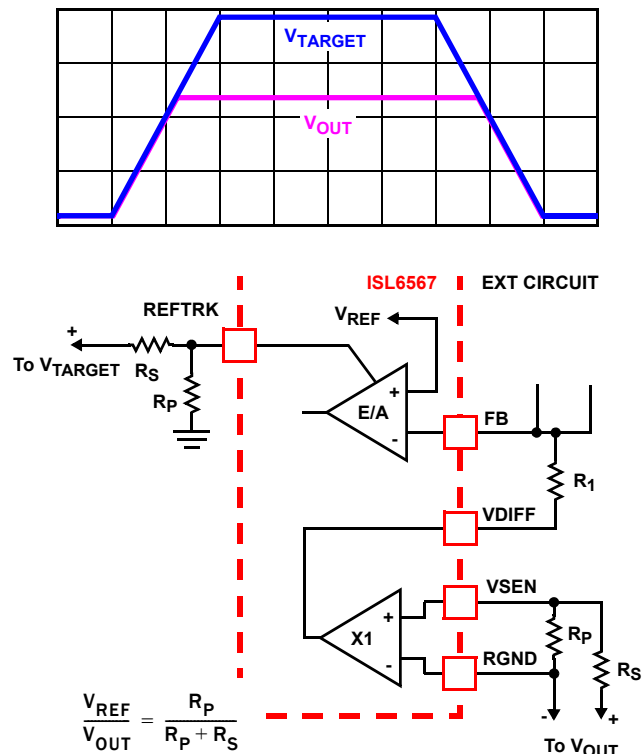 VTARGET
VOUT
ISL6567
EXT CIRCUIT
REFTRK
VREF
+
To VTARGET
RS
RP
E/A
+
-
FB
R1
VDIFF
VSEN
+
X1
-
RP
RGND
RS
-
+
To VOUT
VREF / VOUT = RP / RP + RS